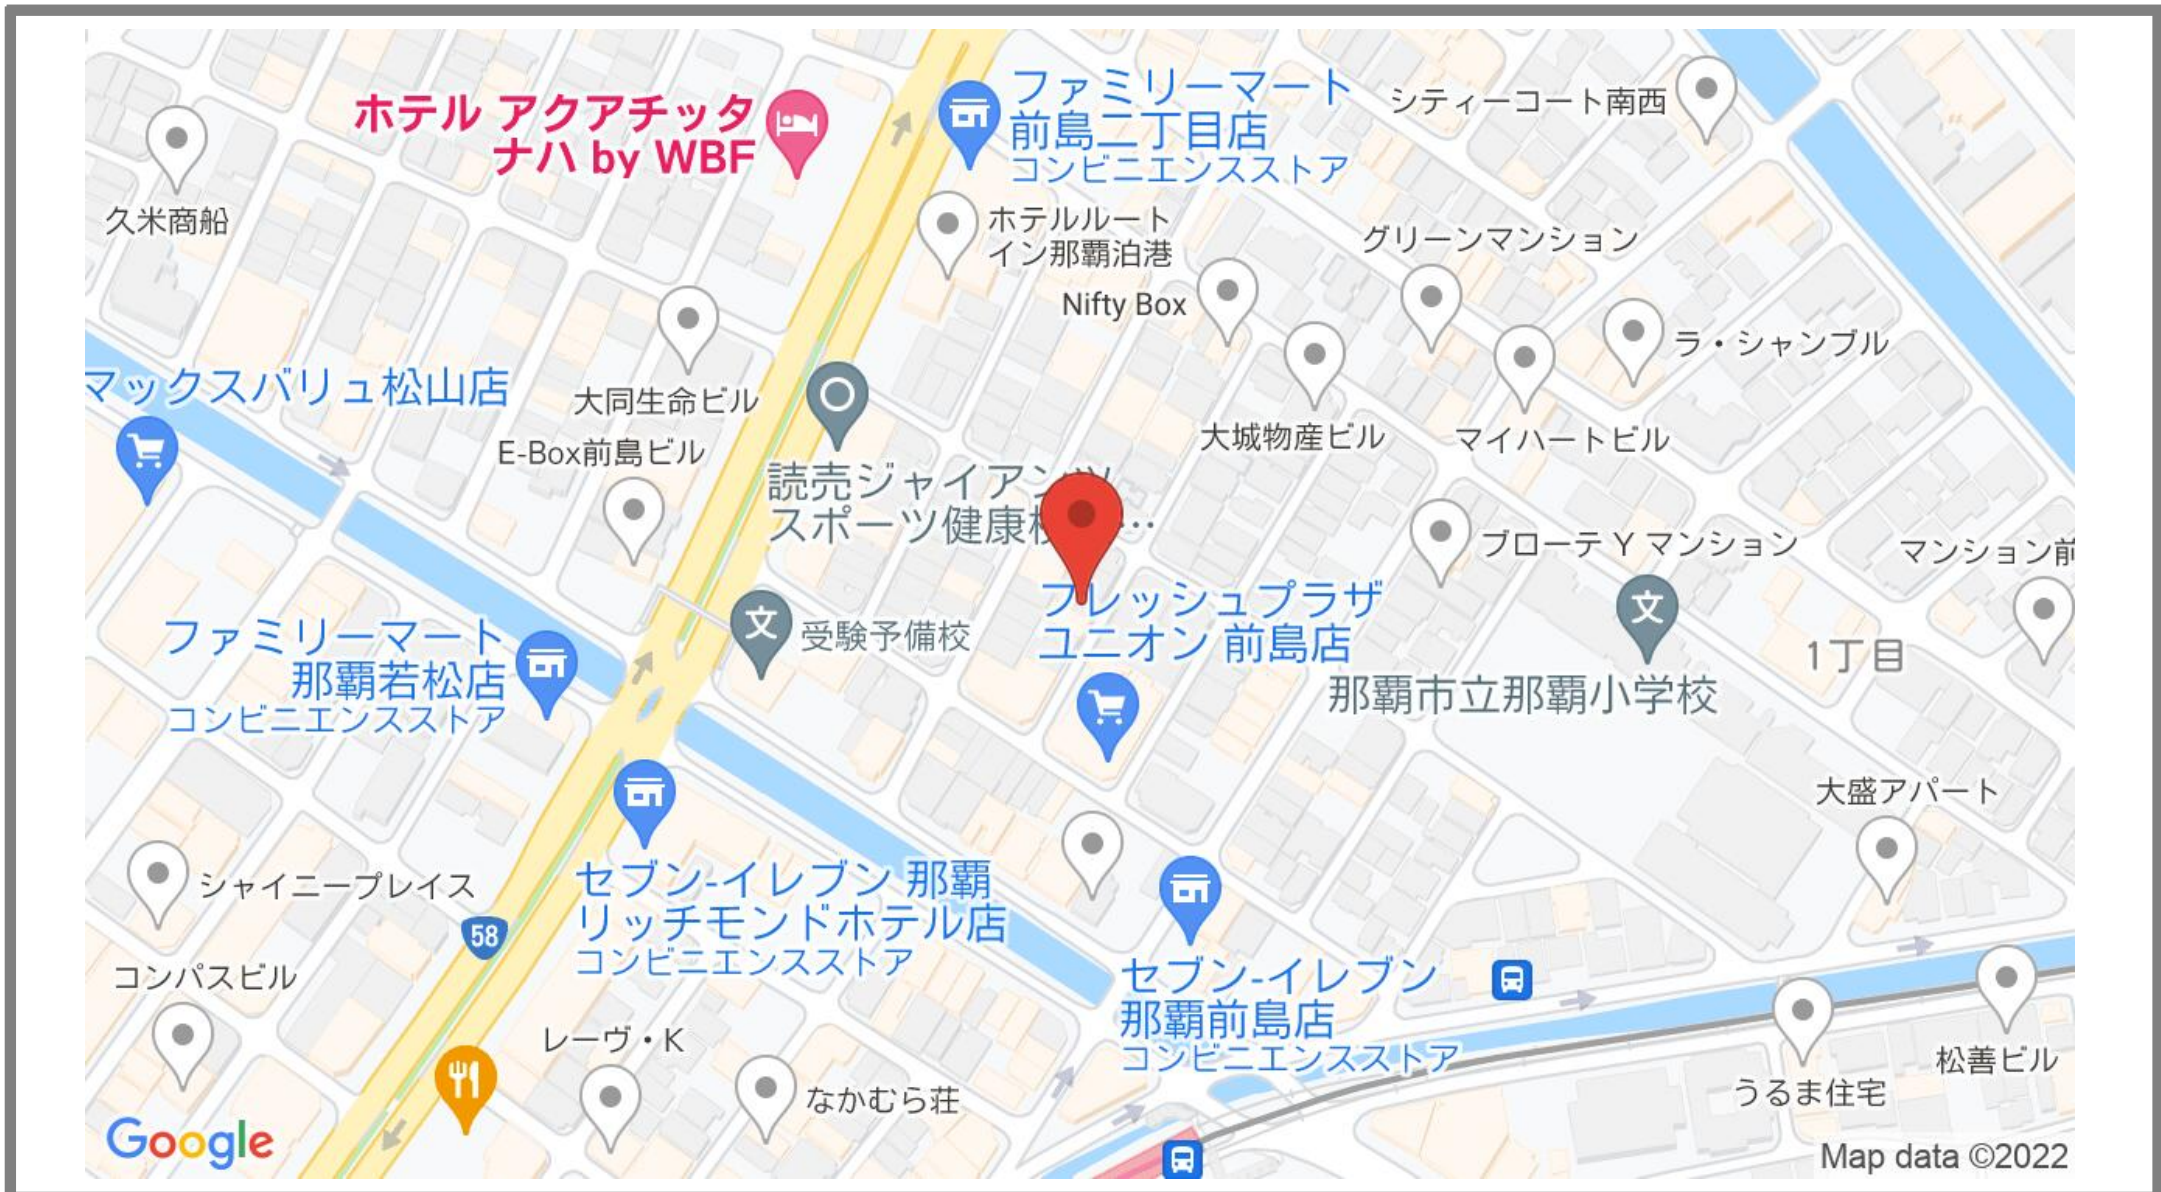 ホテル アクアチッタ
ナハ by WBF
ファミリーマート
前島二丁目店
コンビニエンスストア
シティーコート南西
久米商船
ホテルルート
イン那覇泊港
グリーンマンション
Nifty Box
ラ・シャンブル
マックスバリュ松山店
大同生命ビル
E-Box前島ビル
大城物産ビル
マイハートビル
読売ジャイアンツ
スポーツ健康 …
ブローテ Y マンション
マンション前
フレッシュプラザ
ユニオン 前島店
文
受験予備校
文
1丁目
ファミリーマート
那覇若松店
コンビニエンスストア
那覇市立那覇小学校
大盛アパート
シャイニープレイス
セブン-イレブン 那覇
リッチモンドホテル店
コンビニエンスストア
58
コンパスビル
セブン-イレブン
那覇前島店
コンビニエンスストア
レーヴ・K
なかむら荘
うるま住宅
松善ビル
Google
Map data ©2022